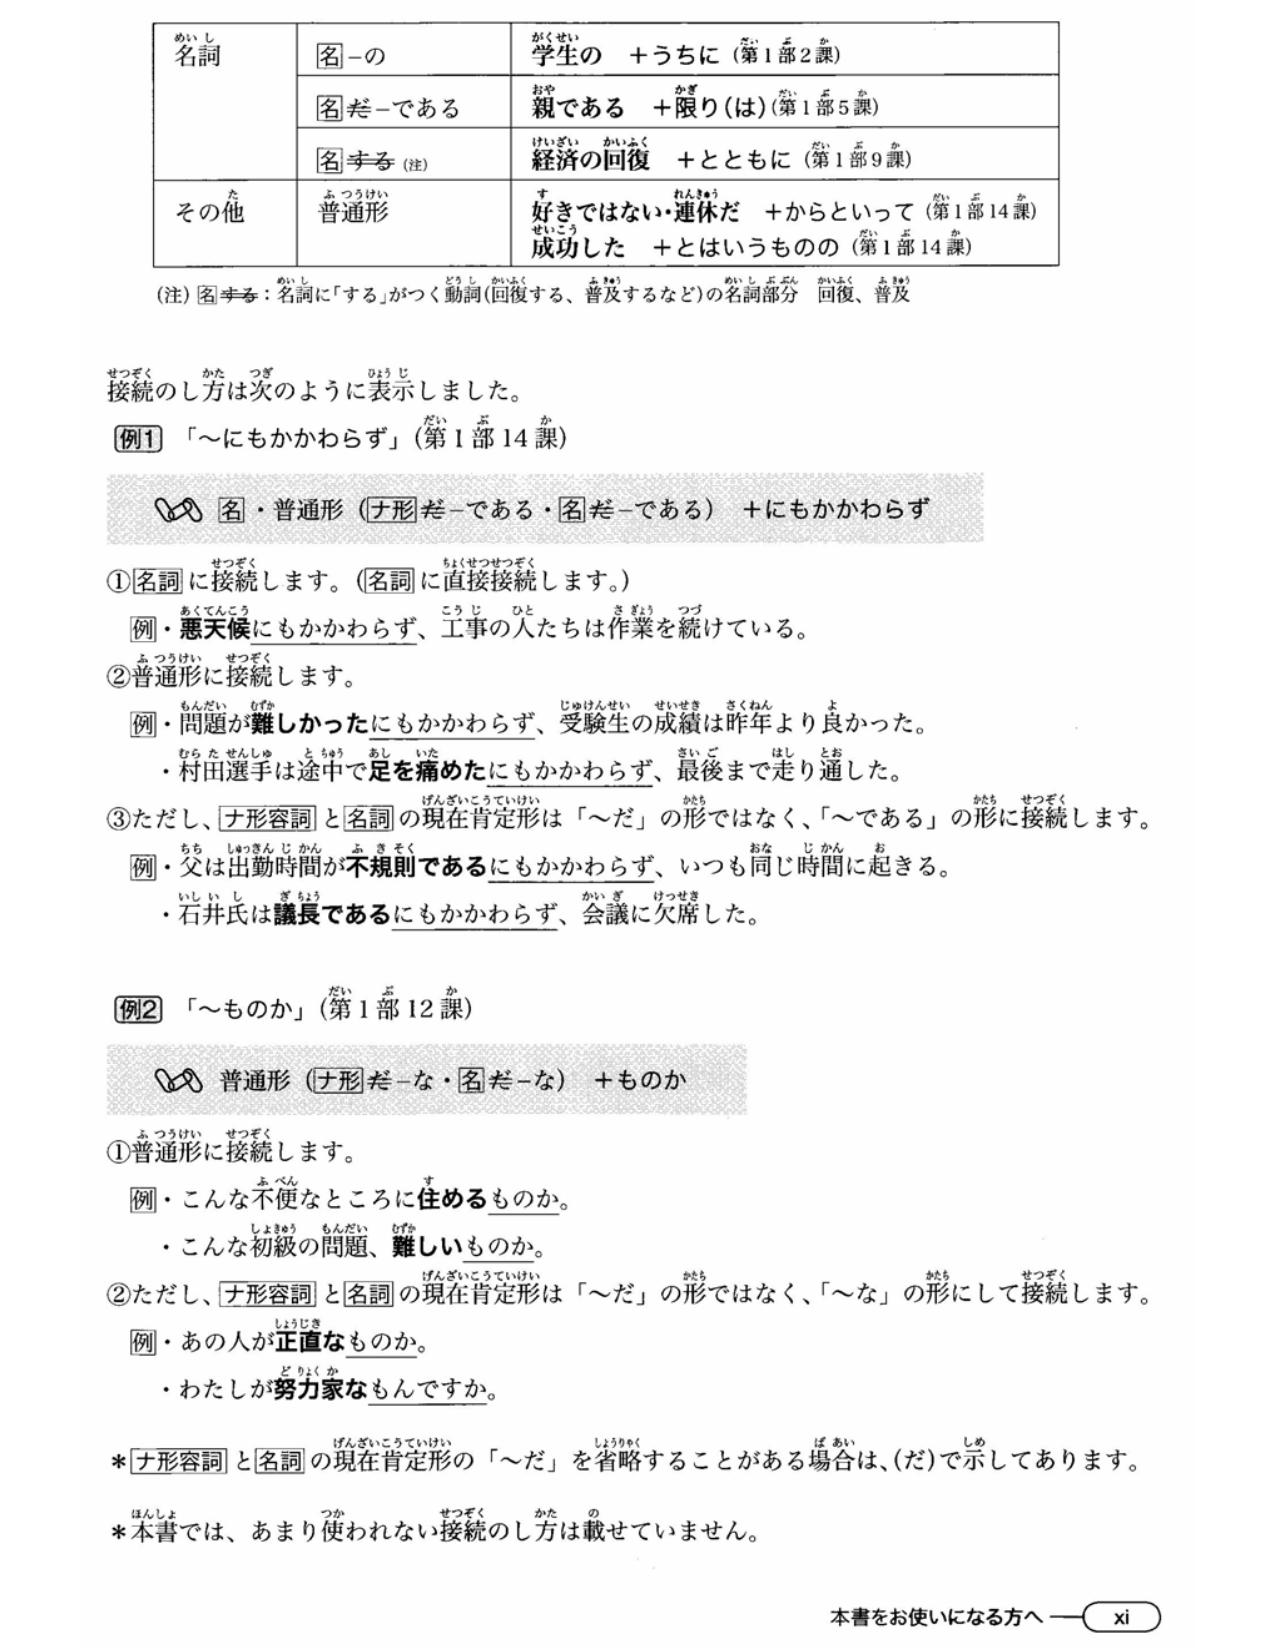 名詞 名－の 学生の ＋うちに（第1部2課）
名だ－である 親である ＋限り（は）（第1部5課）
名する（注） 経済の回復 ＋とともに（第1部9課）
その他 普通形 好きではない・連休だ ＋からといって（第1部14課）
成功した ＋とはいうものの（第1部14課）
（注）名する：名詞に「する」がつく動詞（回復する、普及するなど）の名詞部分 回復、普及
接続のし方は次のように表示しました。
例1 「～にもかかわらず」（第1部14課）
名・普通形（ナ形だ－である・名だ－である） ＋にもかかわらず
①名詞に接続します。（名詞に直接接続します。）
例・悪天候にもかかわらず、工事の人たちは作業を続けている。
②普通形に接続します。
例・問題が難しかったにもかかわらず、受験生の成績は昨年より良かった。
・村田選手は途中で足を痛めたにもかかわらず、最後まで走り通した。
③ただし、ナ形容詞と名詞の現在肯定形は「～だ」の形ではなく、「～である」の形に接続します。
例・父は出勤時間が不規則であるにもかかわらず、いつも同じ時間に起きる。
・石井氏は議長であるにもかかわらず、会議に欠席した。
例2 「～ものか」（第1部12課）
普通形（ナ形だ－な・名だ－な） ＋ものか
①普通形に接続します。
例・こんな不便なところに住めるものか。
・こんな初級の問題、難しいものか。
②ただし、ナ形容詞と名詞の現在肯定形は「～だ」の形ではなく、「～な」の形にして接続します。
例・あの人が正直なものか。
・わたしが努力家なもんですか。
＊ナ形容詞と名詞の現在肯定形の「～だ」を省略することがある場合は、（だ）で示してあります。
＊本書では、あまり使われない接続のし方は載せていません。
本書をお使いになる方へ xi